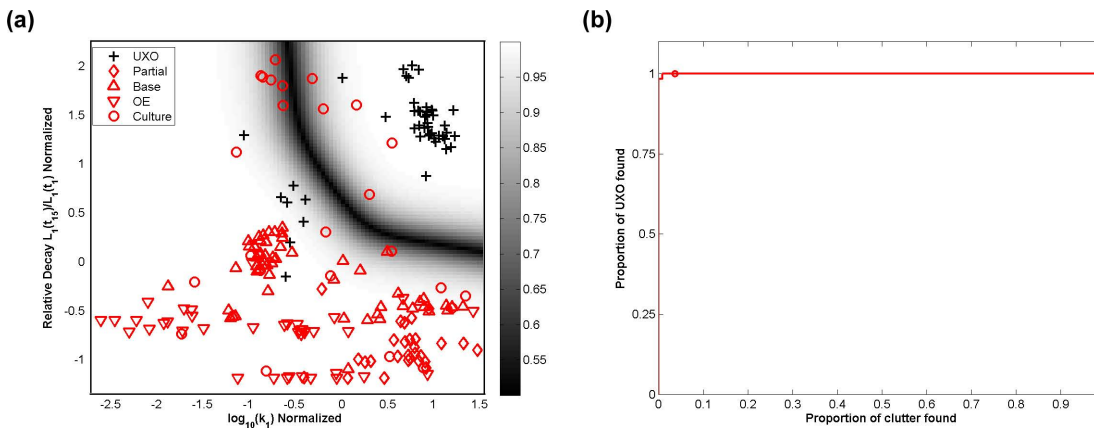 (a)
(b)
UXO
Partial
Base
OE
Culture
2
1.5
1
0.5
0
-0.5
-1
Relative Decay L1(t15)/L1(t1) Normalized
-2.5 -2 -1.5 -1 -0.5 0 0.5 1 1.5
log10(k1) Normalized
0.95
0.9
0.85
0.8
0.75
0.7
0.65
0.6
0.55
1
0.75
0.5
0.25
0
Proportion of UXO found
0 0.1 0.2 0.3 0.4 0.5 0.6 0.7 0.8 0.9
Proportion of clutter found